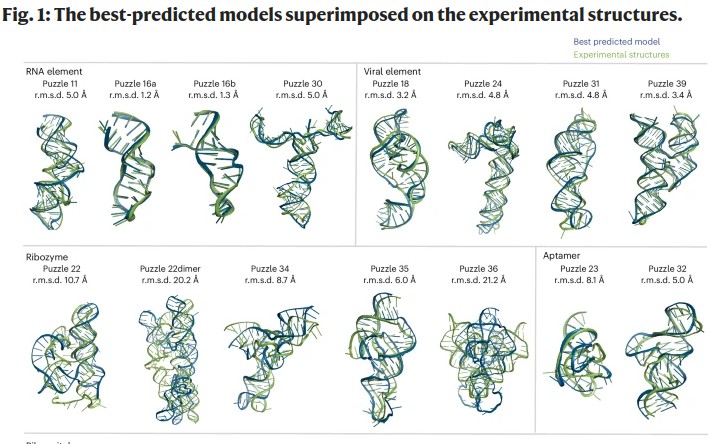 Fig. 1: The best-predicted models superimposed on the experimental structures.
Best predicted model
Experimental structures
RNA element
Viral element
Puzzle 11
Puzzle 16a
Puzzle 16b
Puzzle 30
Puzzle 18
Puzzle 24
Puzzle 31
Puzzle 39
r.m.s.d. 5.0 Å
r.m.s.d. 1.2 Å
r.m.s.d. 1.3 Å
r.m.s.d. 5.0 Å
r.m.s.d. 3.2 Å
r.m.s.d. 4.8 Å
r.m.s.d. 4.8 Å
r.m.s.d. 3.4 Å
Ribozyme
Aptamer
Puzzle 22
Puzzle 22dimer
Puzzle 34
Puzzle 35
Puzzle 36
Puzzle 23
Puzzle 32
r.m.s.d. 10.7 Å
r.m.s.d. 20.2 Å
r.m.s.d. 8.7 Å
r.m.s.d. 6.0 Å
r.m.s.d. 21.2 Å
r.m.s.d. 8.1 Å
r.m.s.d. 5.0 Å